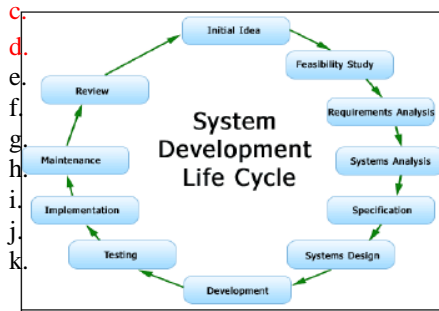 c.
d.
e.
f.
g.
h.
i.
j.
k.
Initial Idea
Feasibility Study
Requirements Analysis
Systems Analysis
Specification
Systems Design
Development
Testing
Implementation
Maintenance
Review
System
Development
Life Cycle